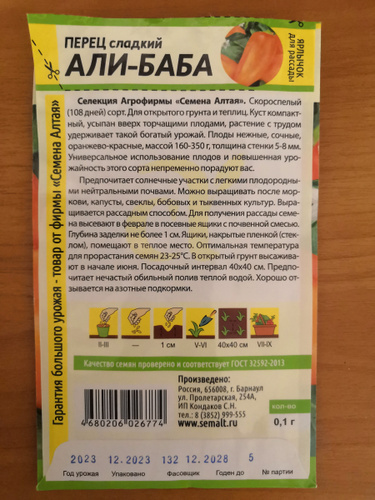 ПЕРЕЦ сладкий
АЛИ-БАБА
ЯРЛЫЧОК
для рассады
Гарантия большого урожая - товар от фирмы «Семена Алтая»
Селекция Агрофирмы «Семена Алтая». Скороспелый
(108 дней) сорт. Для открытого грунта и теплиц. Куст компакт-
ный, усыпан вверх торчащими плодами, растение с трудом
удерживает такой богатый урожай. Плоды нежные, сочные,
оранжево-красные, массой 160-350 г, толщина стенки 5-8 мм.
Универсальное использование плодов и повышенная уро-
жайность этого сорта непременно порадуют вас!
Предпочитает солнечные участки с легкими плодородны-
ми нейтральными почвами. Можно выращивать после мор-
кови, капусты, свеклы, бобовых и тыквенных культур. Выра-
щивается рассадным способом. Для получения рассады семе-
на высевают в феврале в посевные ящики с почвенной смесью.
Глубина заделки не более 1 см. Ящики, накрытые пленкой (стек-
лом), помещают в теплое место. Оптимальная температура
для прорастания семян 23-25°С. В открытый грунт высажива-
ют в начале июня. Посадочный интервал 40х40 см. Предпо-
читает нечастый обильный полив теплой водой. Хорошо от-
зывается на азотные подкормки.
II-III
—
1 см
V-VI
40х40 см
VII-IX
Качество семян проверено и соответствует ГОСТ 32592-2013
4680206026774
Произведено:
Россия, 656008, г. Барнаул
ул. Пролетарская, 254А,
ИП Кондаков С.Н.
тел.: 8 (3852) 999-555
www.semalt.ru
кол-во
0,1 г
2023 12.2023 132 12.2028 5
Год урожая Упаковано Фасовщик Годен до № партии